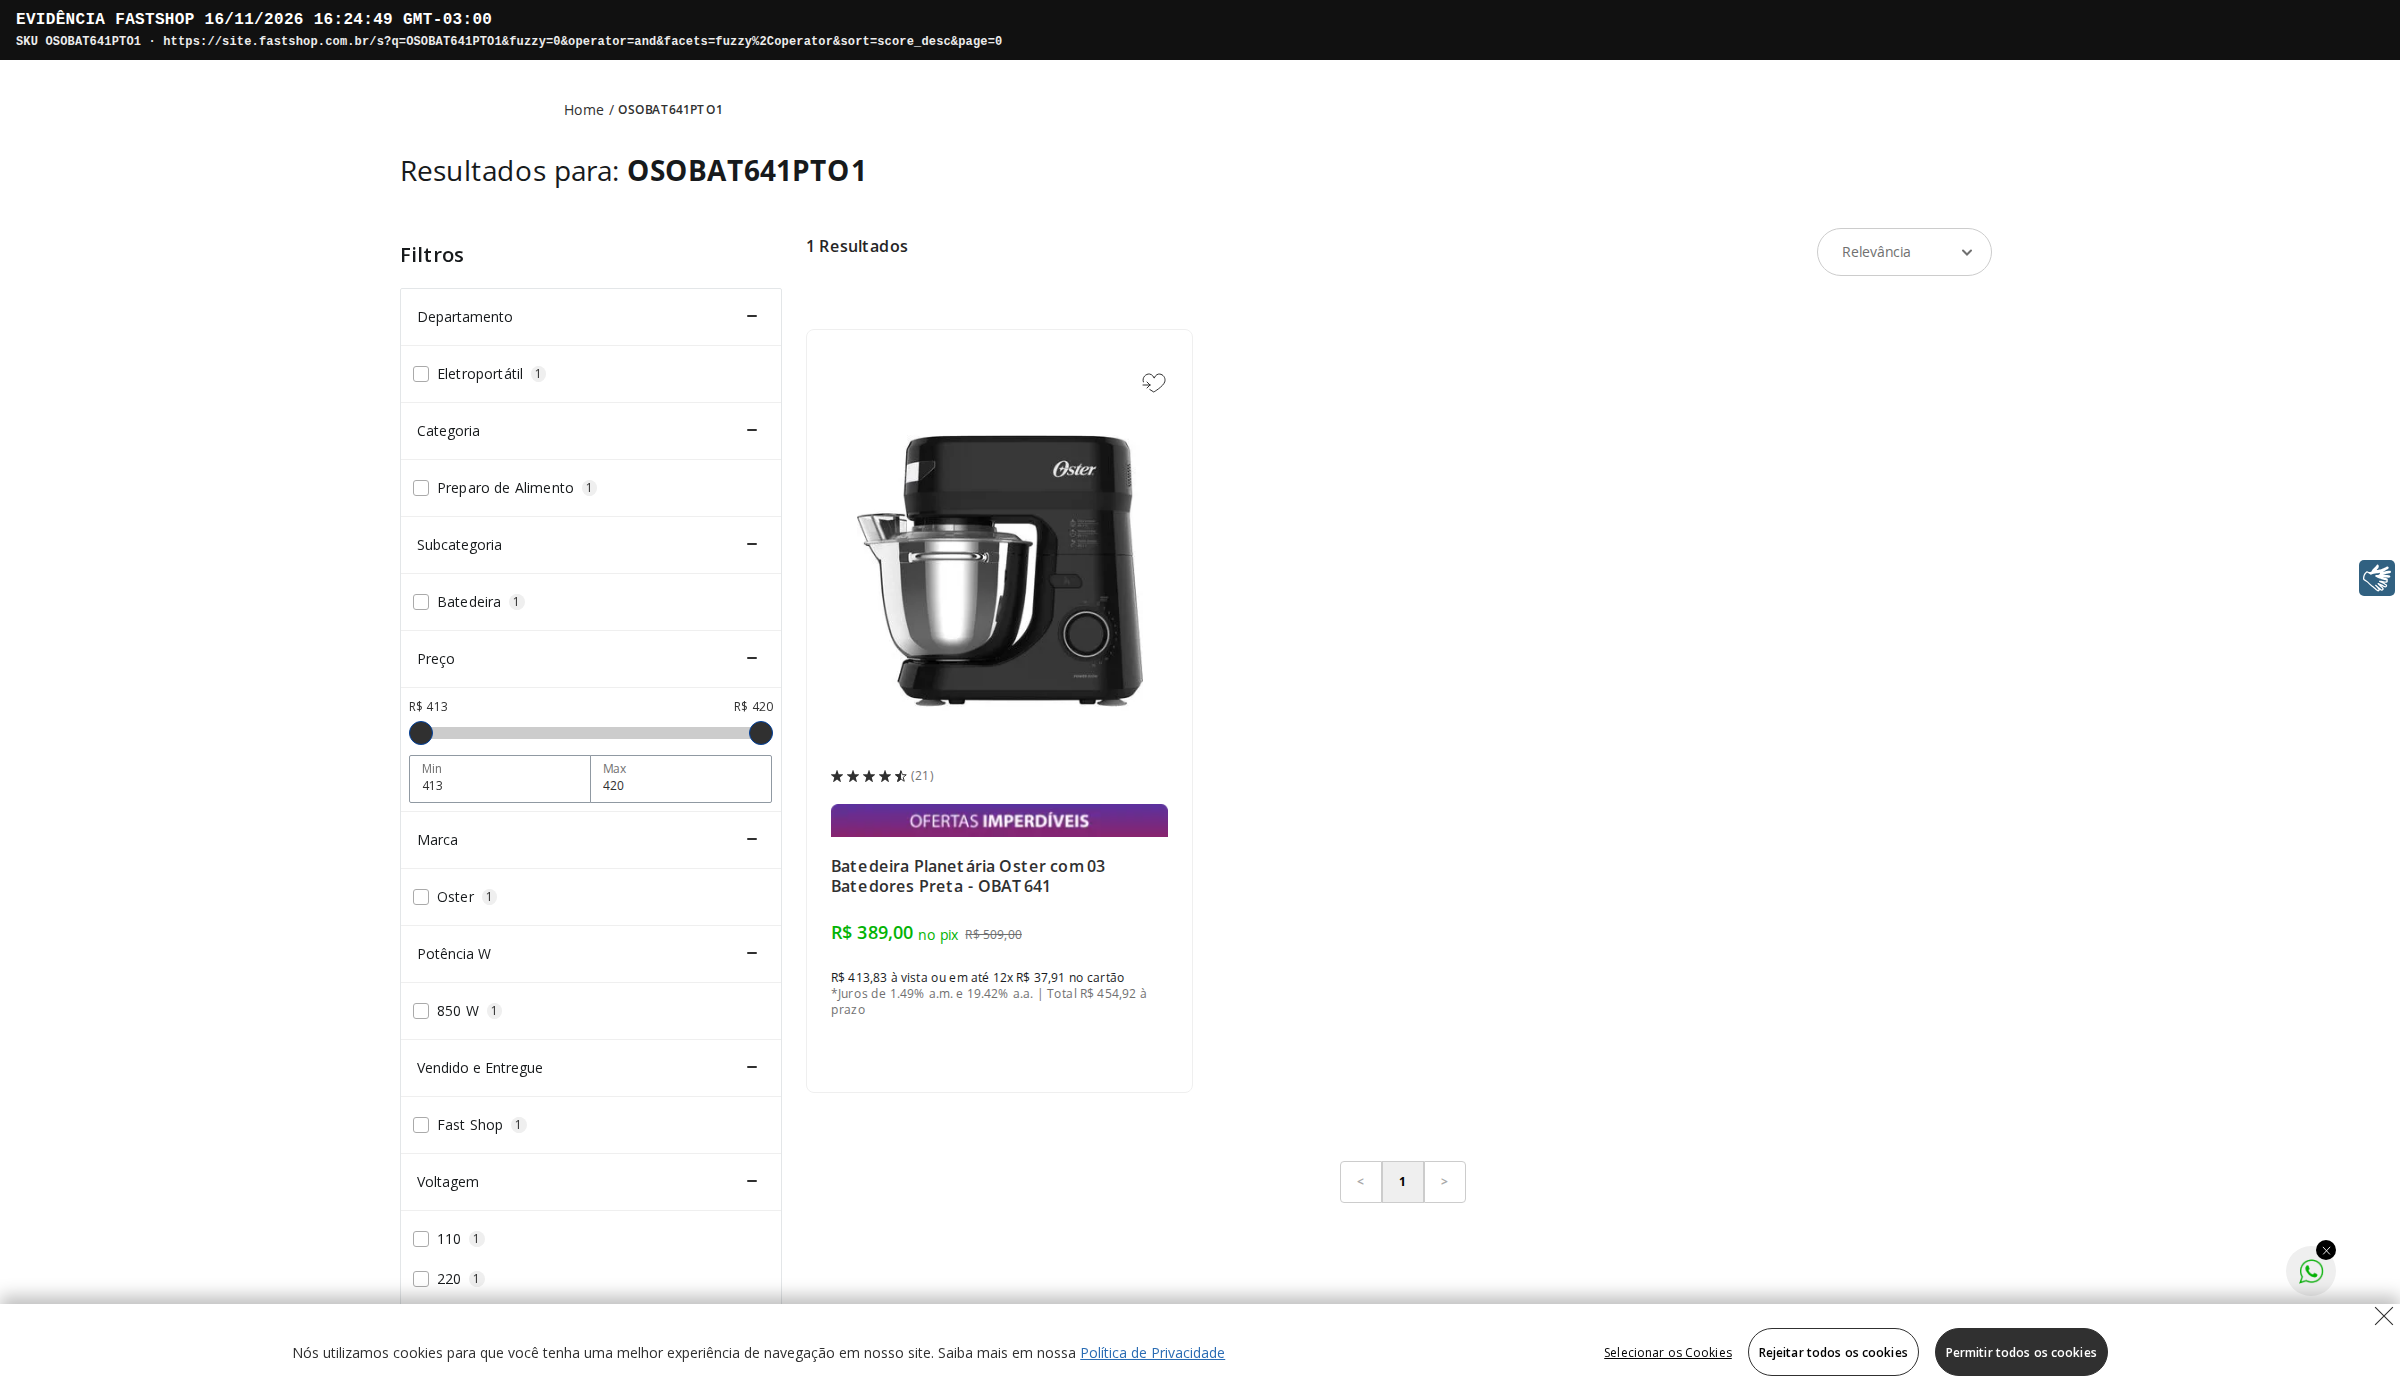 EVIDÊNCIA FASTSHOP 16/11/2026 16:24:49 GMT-03:00
SKU OSOBAT641PTO1 · https://site.fastshop.com.br/s?q=OSOBAT641PTO1&fuzzy=0&operator=and&facets=fuzzy%2Coperator&sort=score_desc&page=0
Home / OSOBAT641PTO1
Resultados para: OSOBAT641PTO1
Filtros
1 Resultados
Relevância
Departamento
Eletroportátil 1
Categoria
Preparo de Alimento 1
Subcategoria
Batedeira 1
Preço
R$ 413 R$ 420
Min Max
413 420
Marca
Oster 1
Potência W
850 W 1
Vendido e Entregue
Fast Shop 1
Voltagem
110 1
220 1
Oster
(21)
OFERTAS IMPERDÍVEIS
Batedeira Planetária Oster com 03
Batedores Preta - OBAT641
R$ 389,00 no pix R$ 509,00
R$ 413,83 à vista ou em até 12x R$ 37,91 no cartão
*Juros de 1.49% a.m. e 19.42% a.a. | Total R$ 454,92 à
prazo
< 1 >
Nós utilizamos cookies para que você tenha uma melhor experiência de navegação em nosso site. Saiba mais em nossa Política de Privacidade
Selecionar os Cookies
Rejeitar todos os cookies
Permitir todos os cookies